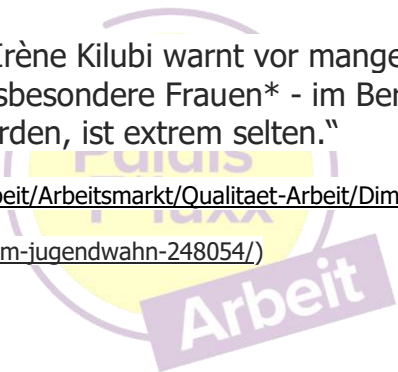 Irène Kilubi warnt vor mange
sbesondere Frauen* - im Ber
rden, ist extrem selten.“
eit/Arbeitsmarkt/Qualitaet-Arbeit/Dim
m-jugendwahn-248054/)
Arbeit